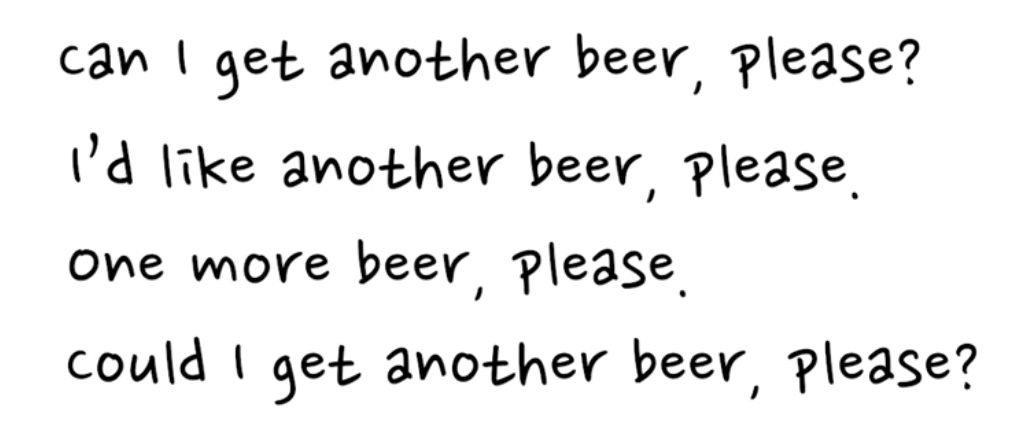 can I get another beer, please?
I'd like another beer, please.
one more beer, please.
could I get another beer, please?